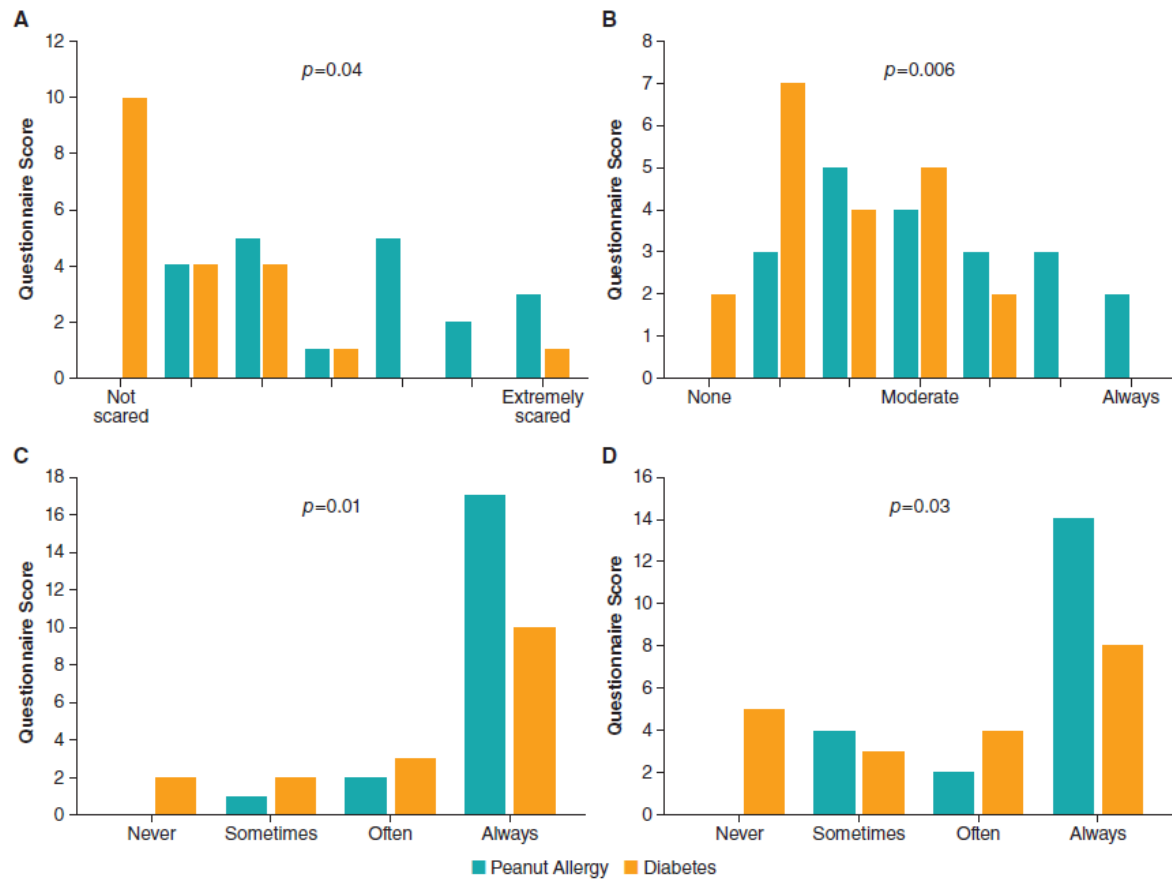 A
p=0.04
Questionnaire Score
12
10
8
6
4
2
0
Not
scared
Extremely
scared
B
p=0.006
Questionnaire Score
8
7
6
5
4
3
2
1
0
None
Moderate
Always
C
p=0.01
Questionnaire Score
18
16
14
12
10
8
6
4
2
0
Never
Sometimes
Often
Always
D
p=0.03
Questionnaire Score
16
14
12
10
8
6
4
2
0
Never
Sometimes
Often
Always
Peanut Allergy
Diabetes